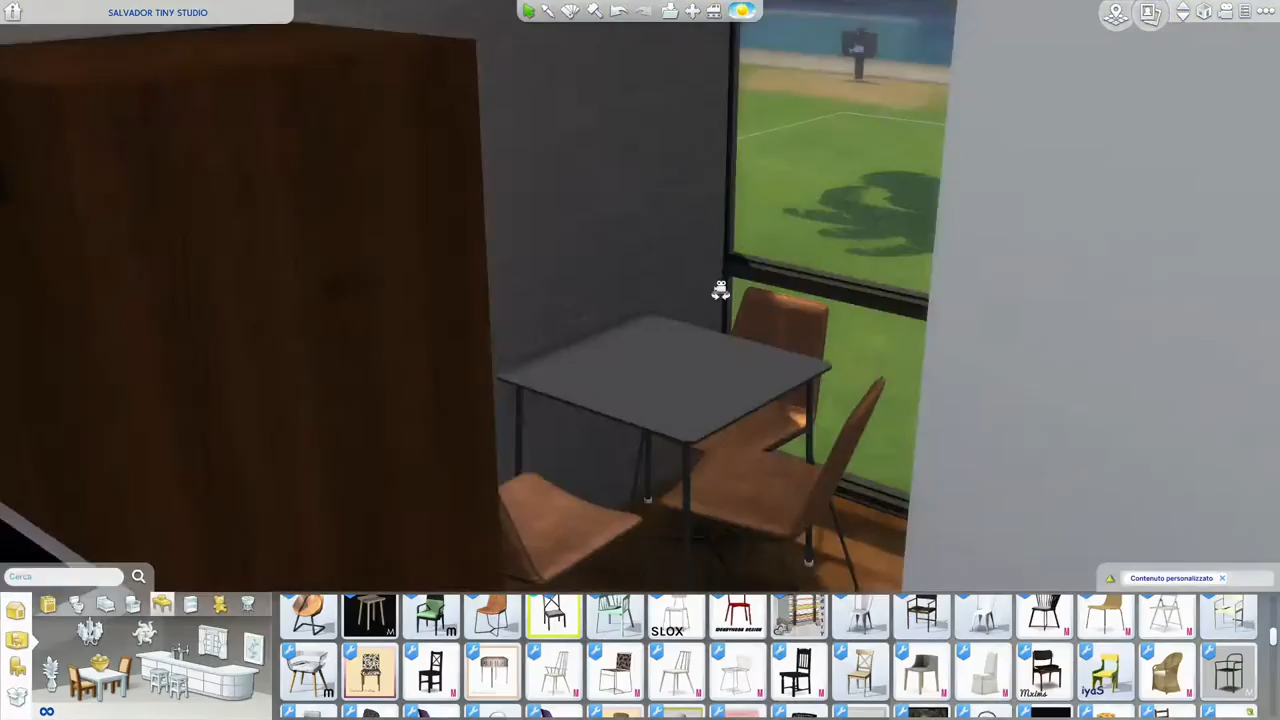 SALVADOR TINY STUDIO
Cerca
Contenuto personalizzato
SLOX
Mxims
iyaS